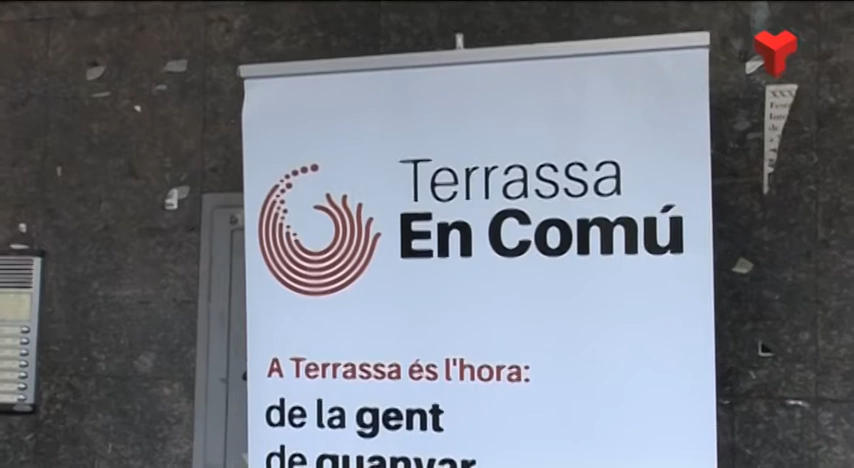 Terrassa
En Comú
A Terrassa és l'hora:
de la gent
de guanyar